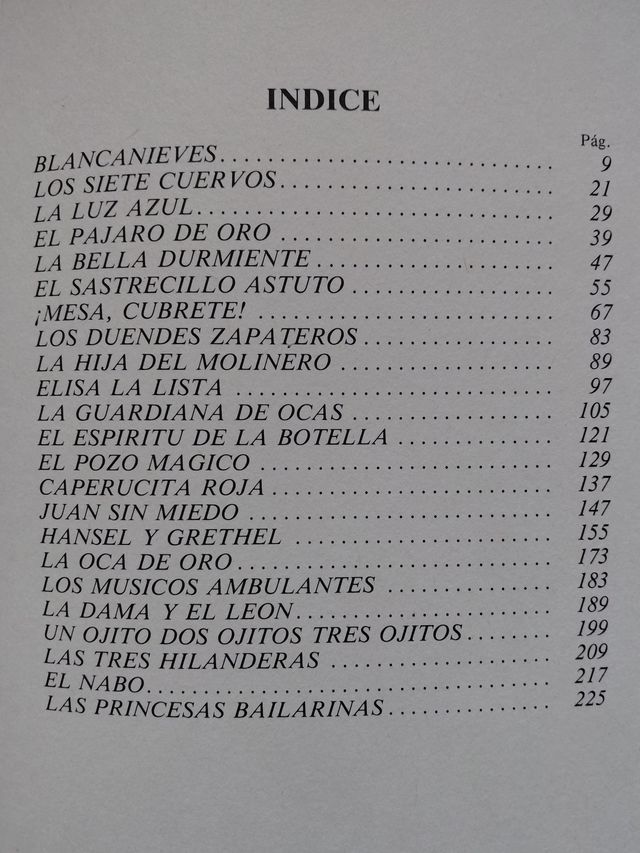 INDICE
Pág.
BLANCANIEVES............................. 9
LOS SIETE CUERVOS........................ 21
LA LUZ AZUL............................... 29
EL PAJARO DE ORO ........................ 39
LA BELLA DURMIENTE..................... 47
EL SASTRECILLO ASTUTO.................. 55
¡MESA, CUBRETE! .......................... 67
LOS DUENDES ZAPATEROS................. 83
LA HIJA DEL MOLINERO ................... 89
ELISA LA LISTA ............................ 97
LA GUARDIANA DE OCAS .................. 105
EL ESPIRITU DE LA BOTELLA .............. 121
EL POZO MAGICO .......................... 129
CAPERUCITA ROJA......................... 137
JUAN SIN MIEDO ........................... 147
HANSEL Y GRETHEL ....................... 155
LA OCA DE ORO............................ 173
LOS MUSICOS AMBULANTES ............... 183
LA DAMA Y EL LEON....................... 189
UN OJITO DOS OJITOS TRES OJITOS........ 199
LAS TRES HILANDERAS .................... 209
EL NABO.................................... 217
LAS PRINCESAS BAILARINAS............... 225